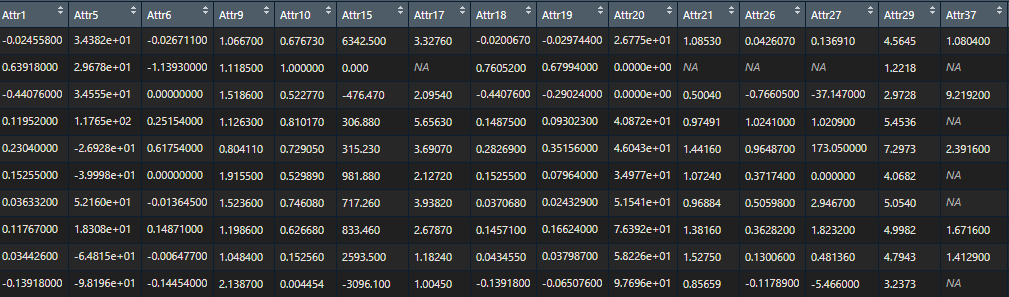 Attr1 Attr5 Attr6 Attr9 Attr10 Attr15 Attr17 Attr18 Attr19 Attr20 Attr21 Attr26 Attr27 Attr29 Attr37
-0.02455800 3.4382e+01 -0.02671100 1.066700 0.676730 6342.500 3.32760 -0.0200670 -0.02974400 2.6775e+01 1.08530 0.0426070 0.136910 4.5645 1.080400
0.63918000 2.9678e+01 -1.13930000 1.118500 1.000000 0.000 NA 0.7605200 0.67994000 0.0000e+00 NA NA NA 1.2218 NA
-0.44076000 3.4555e+01 0.00000000 1.518600 0.522770 -476.470 2.09540 -0.4407600 -0.29024000 0.0000e+00 0.50040 -0.7660500 -37.147000 2.9728 9.219200
0.11952000 1.1765e+02 0.25154000 1.126300 0.810170 306.880 5.65630 0.1487500 0.09302300 4.0872e+01 0.97491 1.0241000 1.020900 5.4536 NA
0.23040000 -2.6928e+01 0.61754000 0.804110 0.729050 315.230 3.69070 0.2826900 0.35156000 4.6043e+01 1.44160 0.9648700 173.050000 7.2973 2.391600
0.15255000 -3.9998e+01 0.00000000 1.915500 0.529890 981.880 2.12720 0.1525500 0.07964000 3.4977e+01 1.07240 0.3717400 0.000000 4.0682 NA
0.03633200 5.2160e+01 -0.01364500 1.523600 0.746080 717.260 3.93820 0.0370680 0.02432900 5.1541e+01 0.96884 0.5059800 2.946700 5.0540 NA
0.11767000 1.8308e+01 0.14871000 1.198600 0.626680 833.460 2.67870 0.1457100 0.16624000 7.6392e+01 1.38160 0.3628200 1.823200 4.9982 1.671600
0.03442600 -6.4815e+01 -0.00647700 1.048400 0.152560 2593.500 1.18240 0.0434550 0.03798700 5.8226e+01 1.52750 0.1300600 0.481360 4.7943 1.412900
-0.13918000 -9.8196e+01 -0.14454000 2.138700 0.004454 -3096.100 1.00450 -0.1391800 -0.06507600 9.7696e+01 0.85659 -0.1178900 -5.466000 3.2373 NA